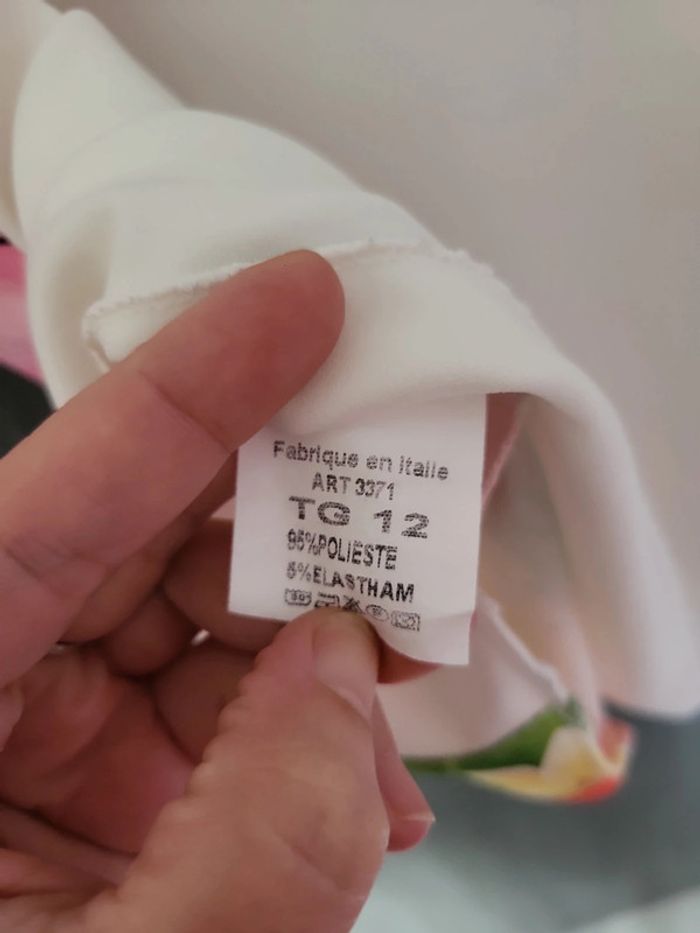 Fabrique en Italie
ART 3371
TG 12
95%POLIESTE
5%ELASTHAM